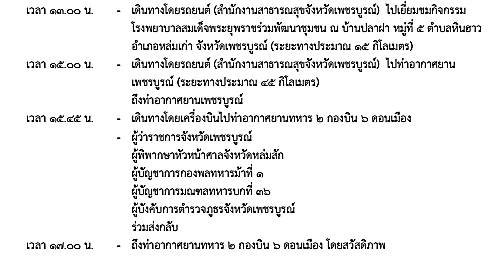 เวลา ๑๓.๐๐ น. - เดินทางโดยรถยนต์ (สำนักงานสาธารณสุขจังหวัดเพชรบูรณ์) ไปเยี่ยมชมกิจกรรม
โรงพยาบาลสมเด็จพระยุพราชร่วมพัฒนาชุมชน ณ บ้านปลาฝา หมู่ที่ ๕ ตำบลหินฮาว
อำเภอหล่มเก่า จังหวัดเพชรบูรณ์ (ระยะทางประมาณ ๑๕ กิโลเมตร)
เวลา ๑๕.๐๐ น. - เดินทางโดยรถยนต์ (สำนักงานสาธารณสุขจังหวัดเพชรบูรณ์) ไปท่าอากาศยาน
เพชรบูรณ์ (ระยะทางประมาณ ๔๕ กิโลเมตร)
ถึงท่าอากาศยานเพชรบูรณ์
เวลา ๑๕.๔๕ น. - เดินทางโดยเครื่องบินไปท่าอากาศยานทหาร ๒ กองบิน ๖ ดอนเมือง
- ผู้ว่าราชการจังหวัดเพชรบูรณ์
ผู้พิพากษาหัวหน้าศาลจังหวัดหล่มสัก
ผู้บัญชาการกองพลทหารม้าที่ ๑
ผู้บัญชาการมณฑลทหารบกที่ ๓๖
ผู้บังคับการตำรวจภูธรจังหวัดเพชรบูรณ์
ร่วมส่งกลับ
เวลา ๑๗.๐๐ น. - ถึงท่าอากาศยานทหาร ๒ กองบิน ๖ ดอนเมือง โดยสวัสดิภาพ